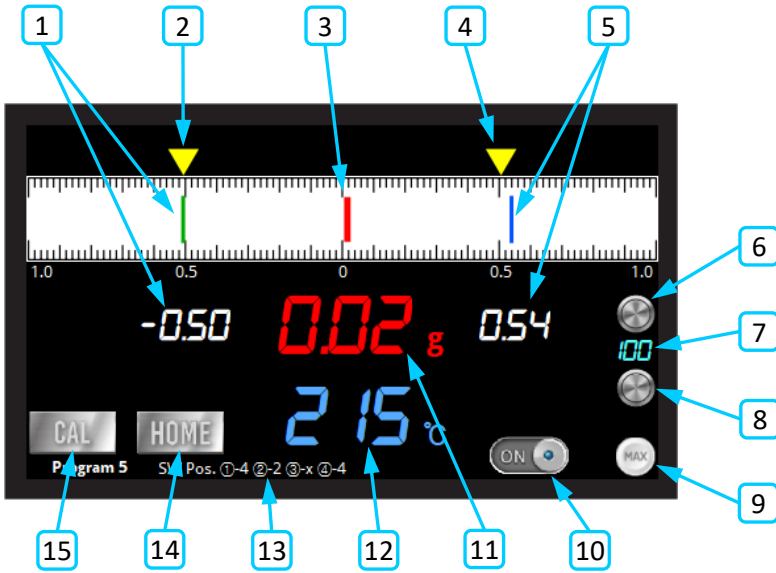 1 2 3 4 5
1.0 0.5 0 0.5 1.0
6
-0.50 0.02 g 0.54
7
100
215 °C
8
CAL HOME
ON MAX
Program 5 SW Pos. ①-4 ②-2 ③-x ④-4
9
15 14 13 12 11 10